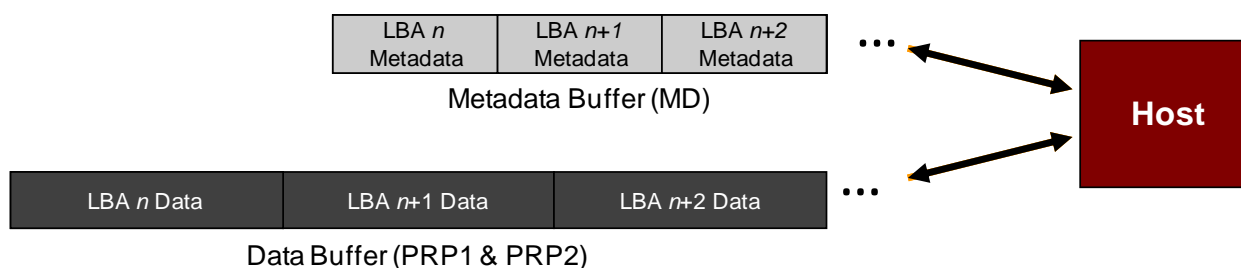 LBA n
Metadata
LBA n+1
Metadata
LBA n+2
Metadata
...
Metadata Buffer (MD)
Host
LBA n Data
LBA n+1 Data
LBA n+2 Data
...
Data Buffer (PRP1 & PRP2)